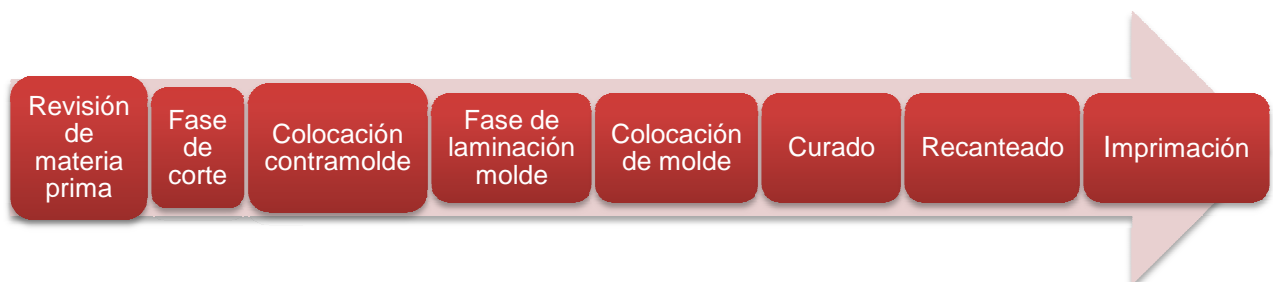 Revisión
de
materia
prima
Fase
de
corte
Colocación
contramolde
Fase de
laminación
molde
Colocación
de molde
Curado
Recanteado
Imprimación